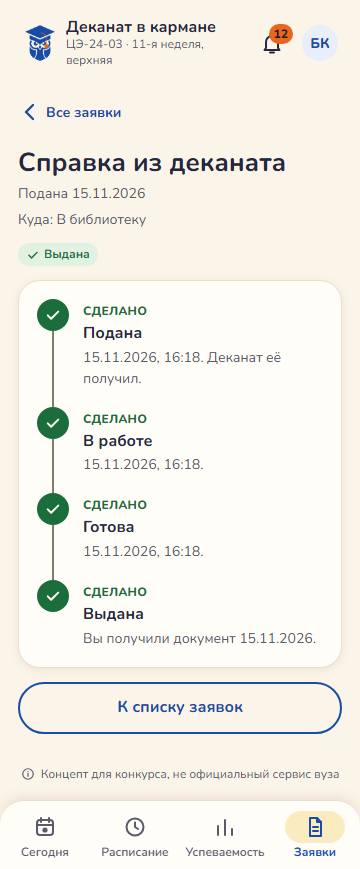 Деканат в кармане
ЦЭ-24-03 · 11-я неделя,
верхняя
12
БК
Все заявки
Справка из деканата
Подана 15.11.2026
Куда: В библиотеку
Выдана
СДЕЛАНО
Подана
15.11.2026, 16:18. Деканат её
получил.
СДЕЛАНО
В работе
15.11.2026, 16:18.
СДЕЛАНО
Готова
15.11.2026, 16:18.
СДЕЛАНО
Выдана
Вы получили документ 15.11.2026.
К списку заявок
Концепт для конкурса, не официальный сервис вуза
Сегодня
Расписание
Успеваемость
Заявки